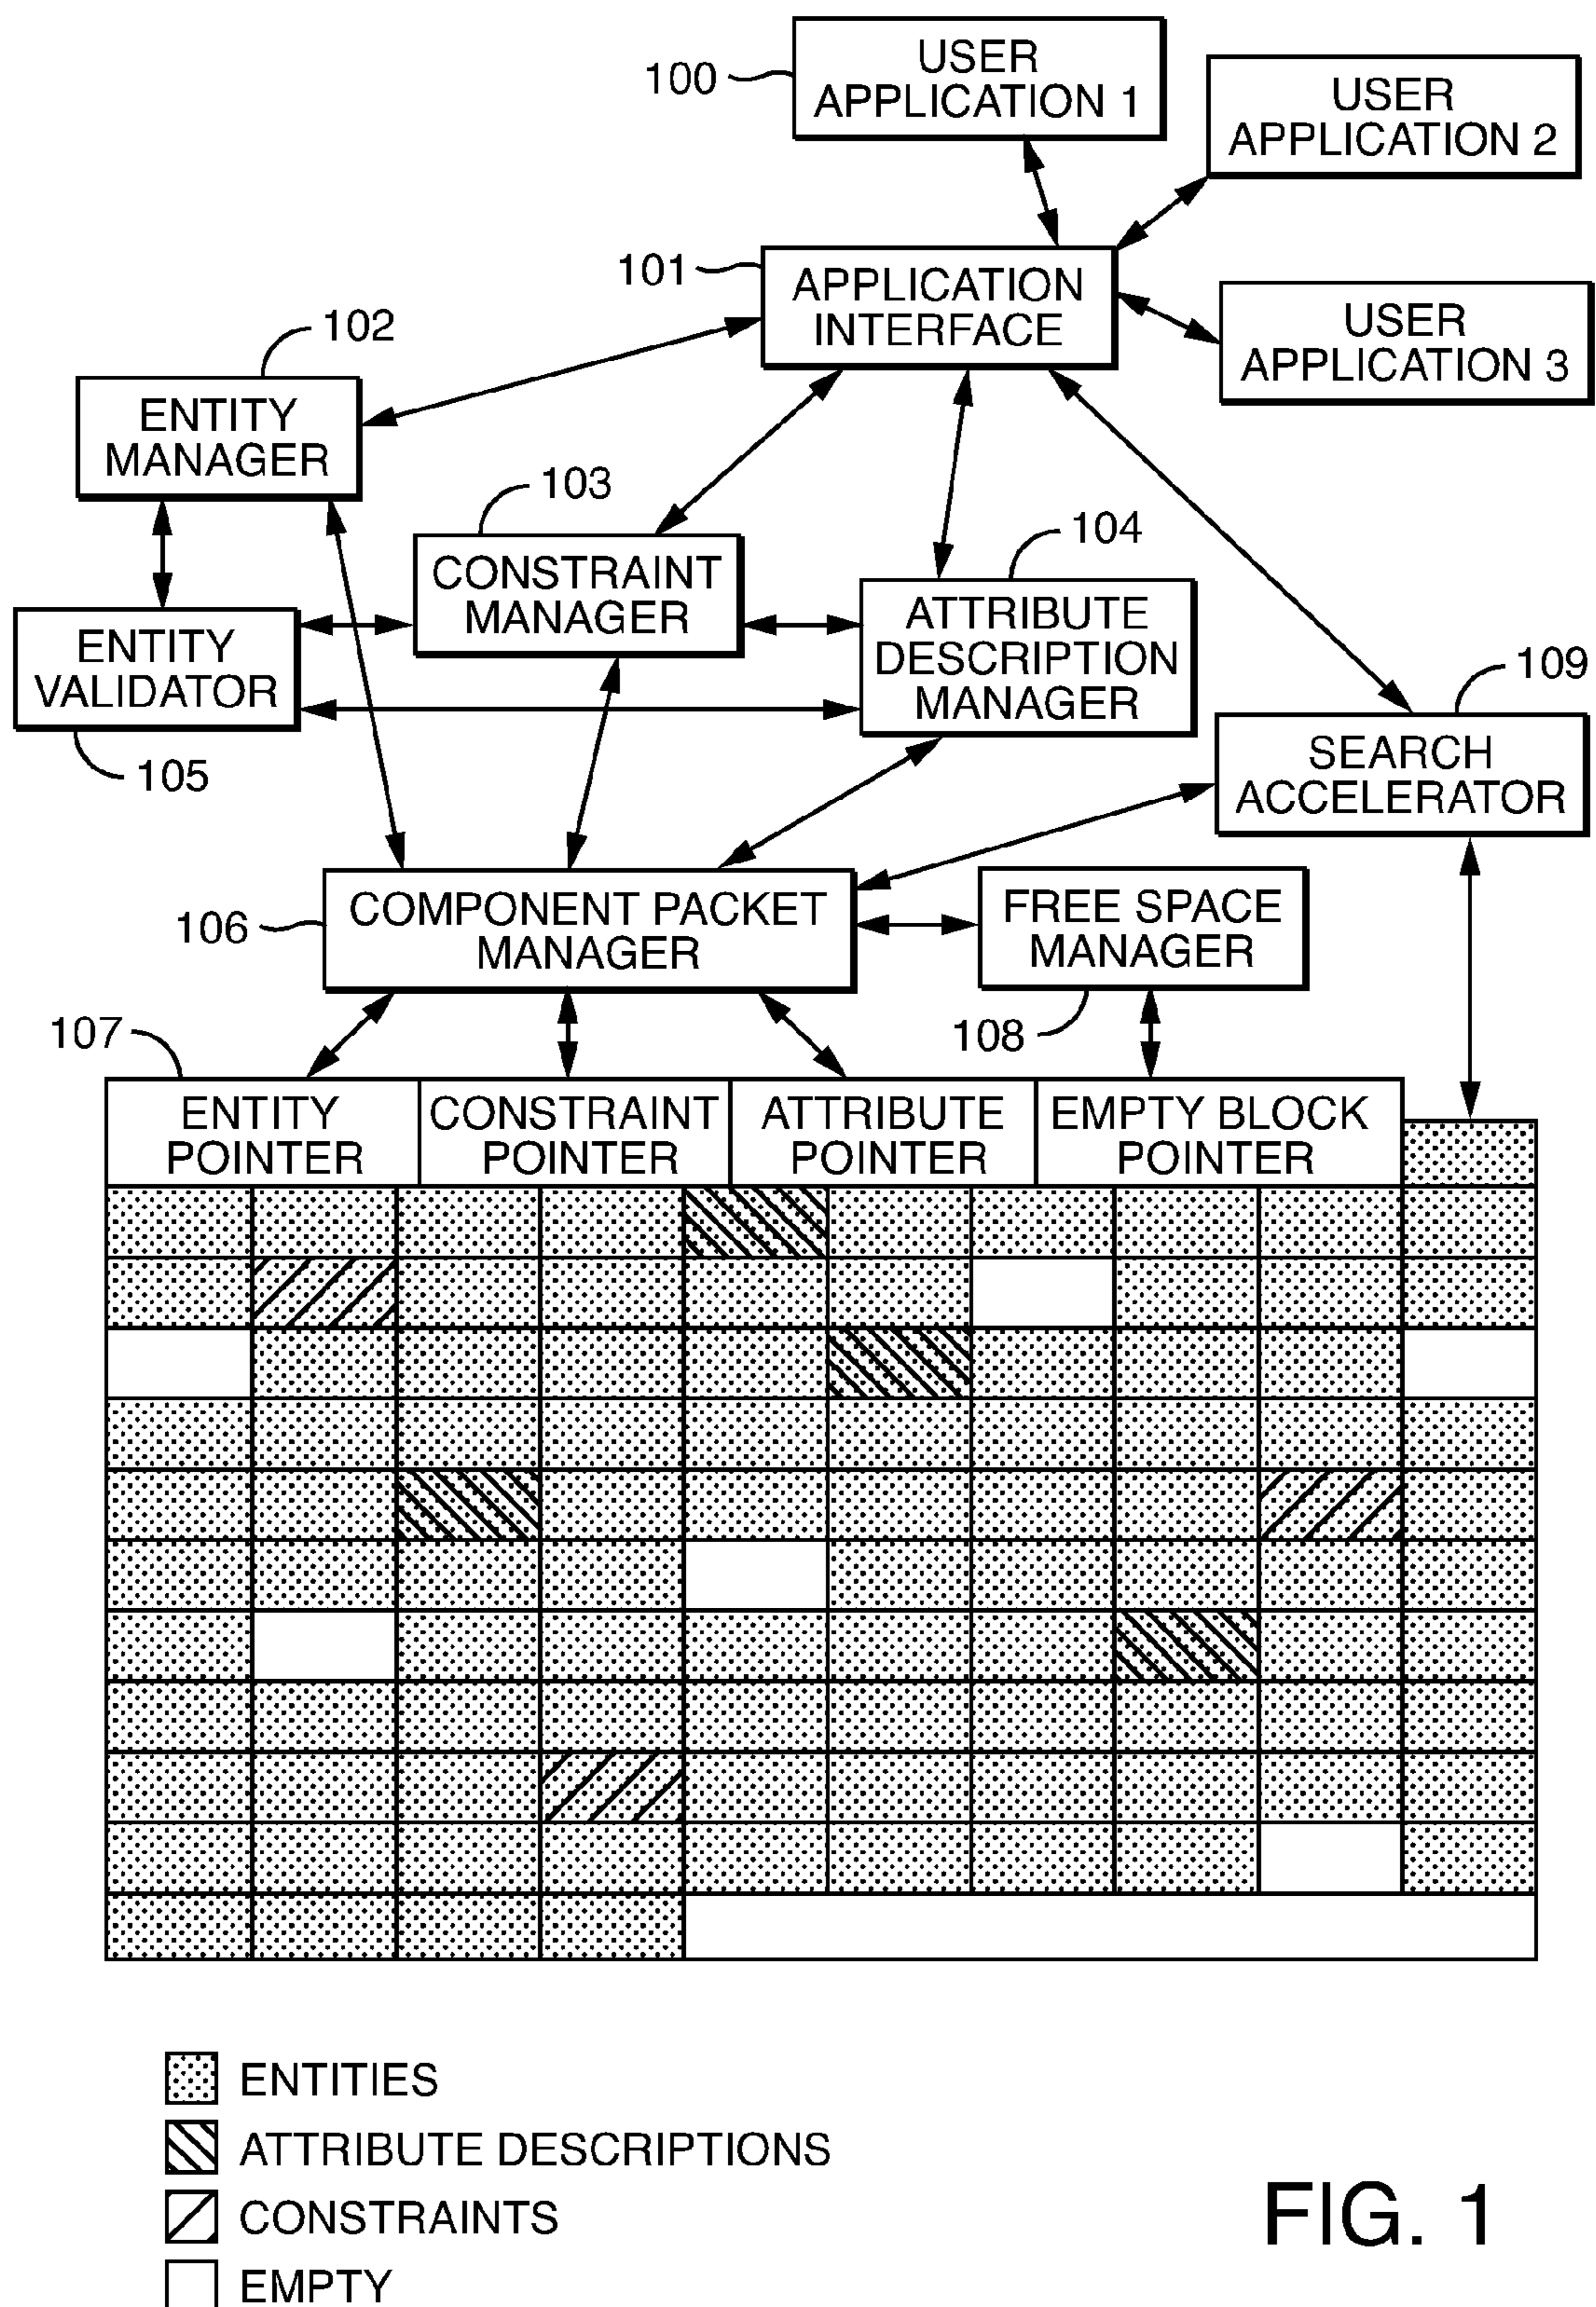 100
USER
APPLICATION 1
USER
APPLICATION 2
101
APPLICATION
INTERFACE
USER
APPLICATION 3
102
ENTITY
MANAGER
103
CONSTRAINT
MANAGER
104
ATTRIBUTE
DESCRIPTION
MANAGER
ENTITY
VALIDATOR
105
109
SEARCH
ACCELERATOR
106
COMPONENT PACKET
MANAGER
FREE SPACE
MANAGER
107
108
ENTITY
POINTER
CONSTRAINT
POINTER
ATTRIBUTE
POINTER
EMPTY BLOCK
POINTER
ENTITIES
ATTRIBUTE DESCRIPTIONS
CONSTRAINTS
EMPTY
FIG. 1